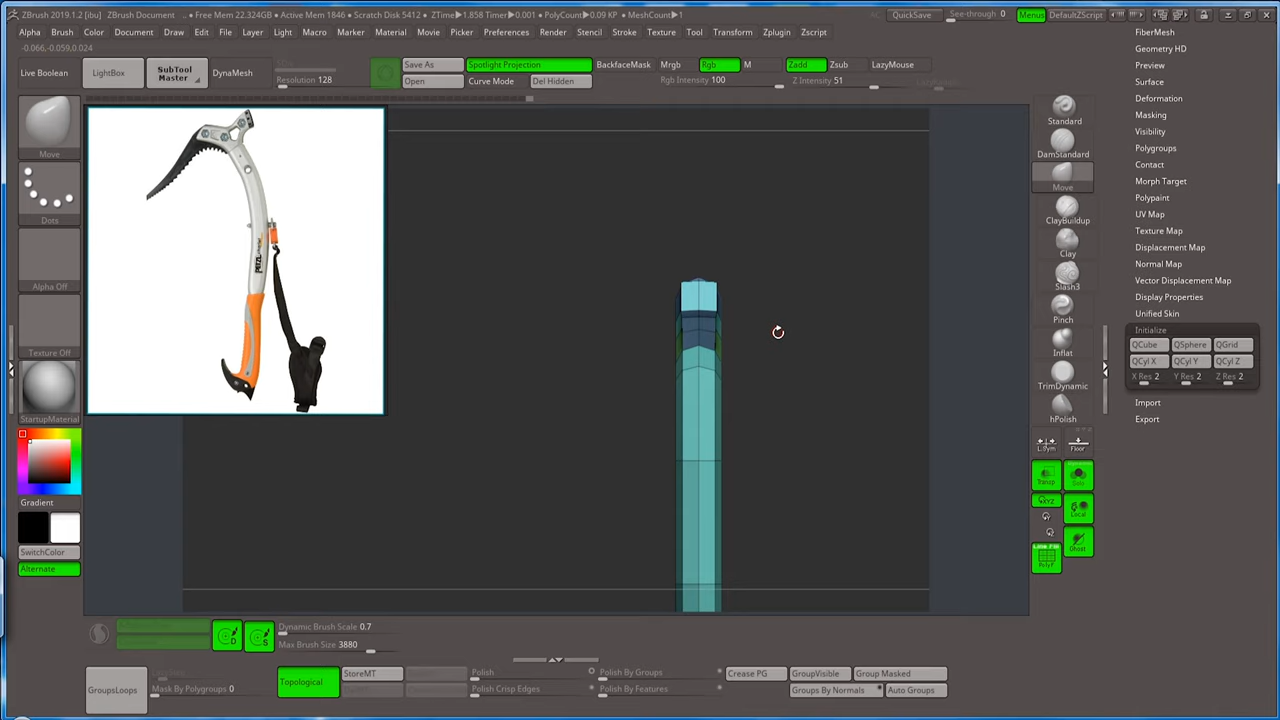 ZBrush 2019.1.2 [ibu] ZBrush Document .. • Free Mem 22.324GB • Active Mem 1846 • Scratch Disk 5412 • ZTime▶1.858 Timer▶0.001 • PolyCount▶0.09 KP • MeshCount▶1
QuickSave
See-through 0
Menus
DefaultZScript
Alpha Brush Color Document Draw Edit File Layer Light Macro Marker Material Movie Picker Preferences Render Stencil Stroke Texture Tool Transform Zplugin Zscript
-0.066,-0.059,0.024
Live Boolean
LightBox
SubTool Master
DynaMesh
Resolution 128
Save As
Open
Spotlight Projection
Curve Mode
Del Hidden
BackfaceMask
Mrgb
Rgb
M
Rgb Intensity 100
Zadd
Zsub
LazyMouse
Z Intensity 51
Move
Dots
Alpha Off
Texture Off
StartupMaterial
Gradient
SwitchColor
Alternate
PETZL
Standard
DamStandard
Move
ClayBuildup
Clay
Slash3
Pinch
Inflat
TrimDynamic
hPolish
L.Sym
Floor
Transp
Solo
XYZ
Local
Ghost
Line Fill
PolyF
FiberMesh
Geometry HD
Preview
Surface
Deformation
Masking
Visibility
Polygroups
Contact
Morph Target
Polypaint
UV Map
Texture Map
Displacement Map
Normal Map
Vector Displacement Map
Display Properties
Unified Skin
Initialize
QCube QSphere QGrid
QCyl X QCyl Y QCyl Z
X Res 2 Y Res 2 Z Res 2
Import
Export
D
S
Dynamic Brush Scale 0.7
Max Brush Size 3880
GroupsLoops
Mask By Polygroups 0
Topological
StoreMT
Polish
Polish Crisp Edges
Polish By Groups
Polish By Features
Crease PG
GroupVisible
Group Masked
Groups By Normals
Auto Groups